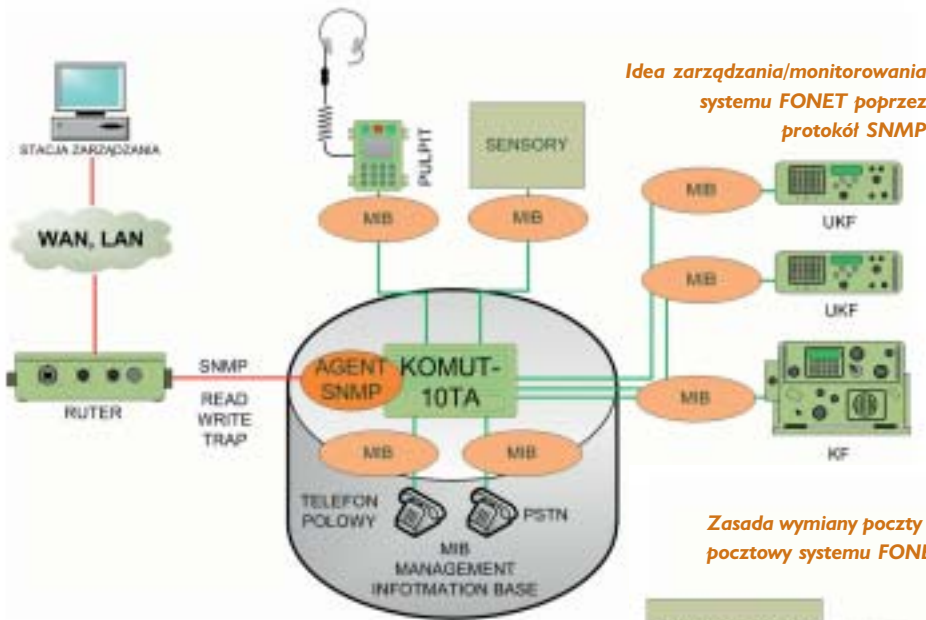 Idea zarządzania/monitorowania
systemu FONET poprzez
protokół SNMP
STACJA ZARZĄDZANIA
WAN, LAN
RUTER
SNMP
READ
WRITE
TRAP
PULPIT
SENSORY
MIB
MIB
MIB
UKF
MIB
UKF
MIB
KF
AGENT
SNMP
KOMUT-
10TA
MIB
MIB
TELEFON
POLOWY
PSTN
MIB
MANAGEMENT
INFOTMATION BASE
Zasada wymiany poczty
pocztowy systemu FONE